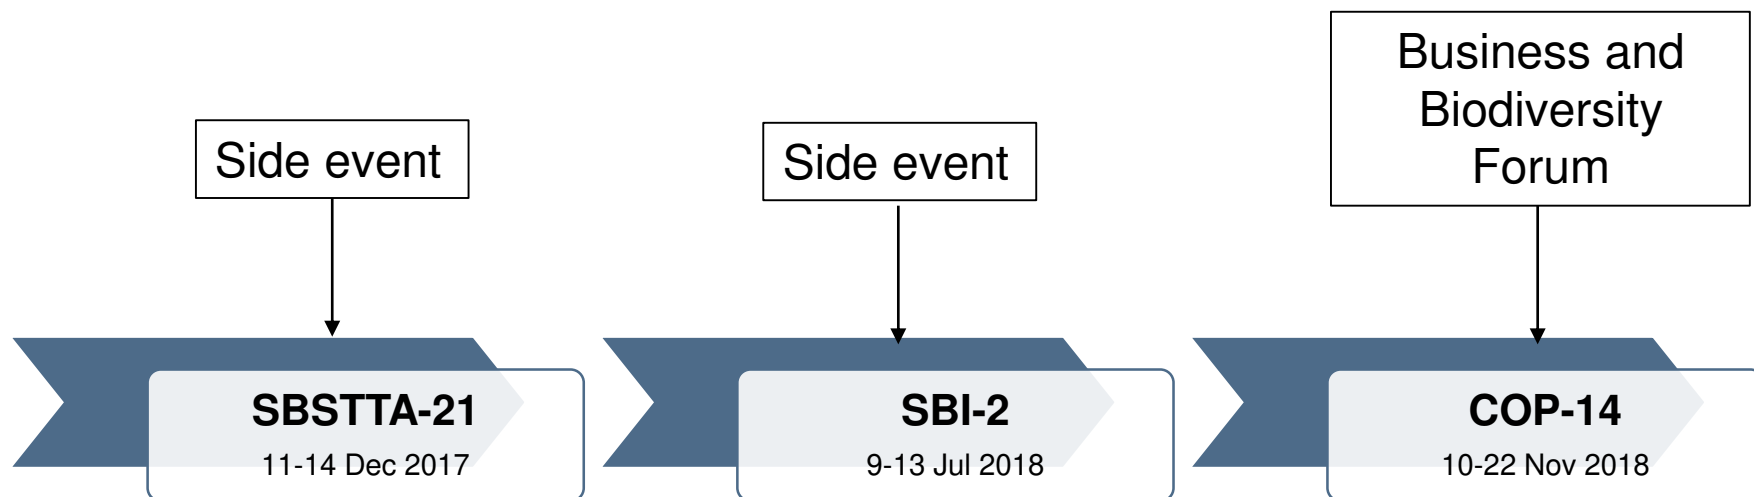 Side event
Side event
Business and
Biodiversity
Forum
SBSTTA-21
11-14 Dec 2017
SBI-2
9-13 Jul 2018
COP-14
10-22 Nov 2018